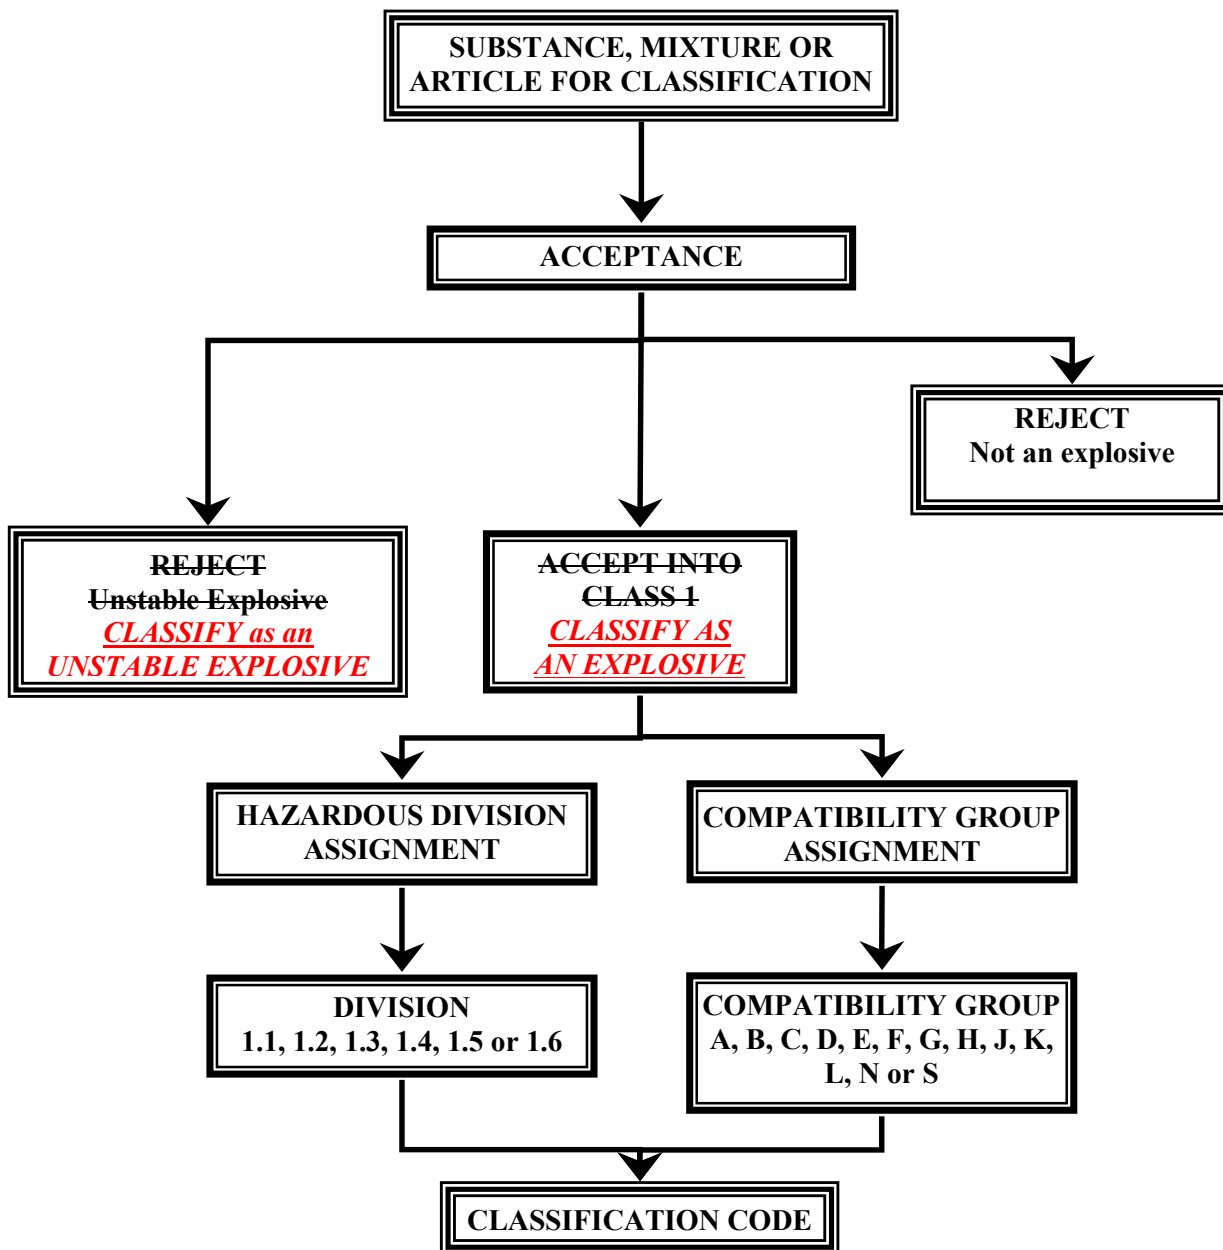 SUBSTANCE, MIXTURE OR
ARTICLE FOR CLASSIFICATION
ACCEPTANCE
REJECT
Not an explosive
REJECT
Unstable Explosive
CLASSIFY as an
UNSTABLE EXPLOSIVE
ACCEPT INTO
CLASS 1
CLASSIFY AS
AN EXPLOSIVE
HAZARDOUS DIVISION
ASSIGNMENT
COMPATIBILITY GROUP
ASSIGNMENT
DIVISION
1.1, 1.2, 1.3, 1.4, 1.5 or 1.6
COMPATIBILITY GROUP
A, B, C, D, E, F, G, H, J, K,
L, N or S
CLASSIFICATION CODE